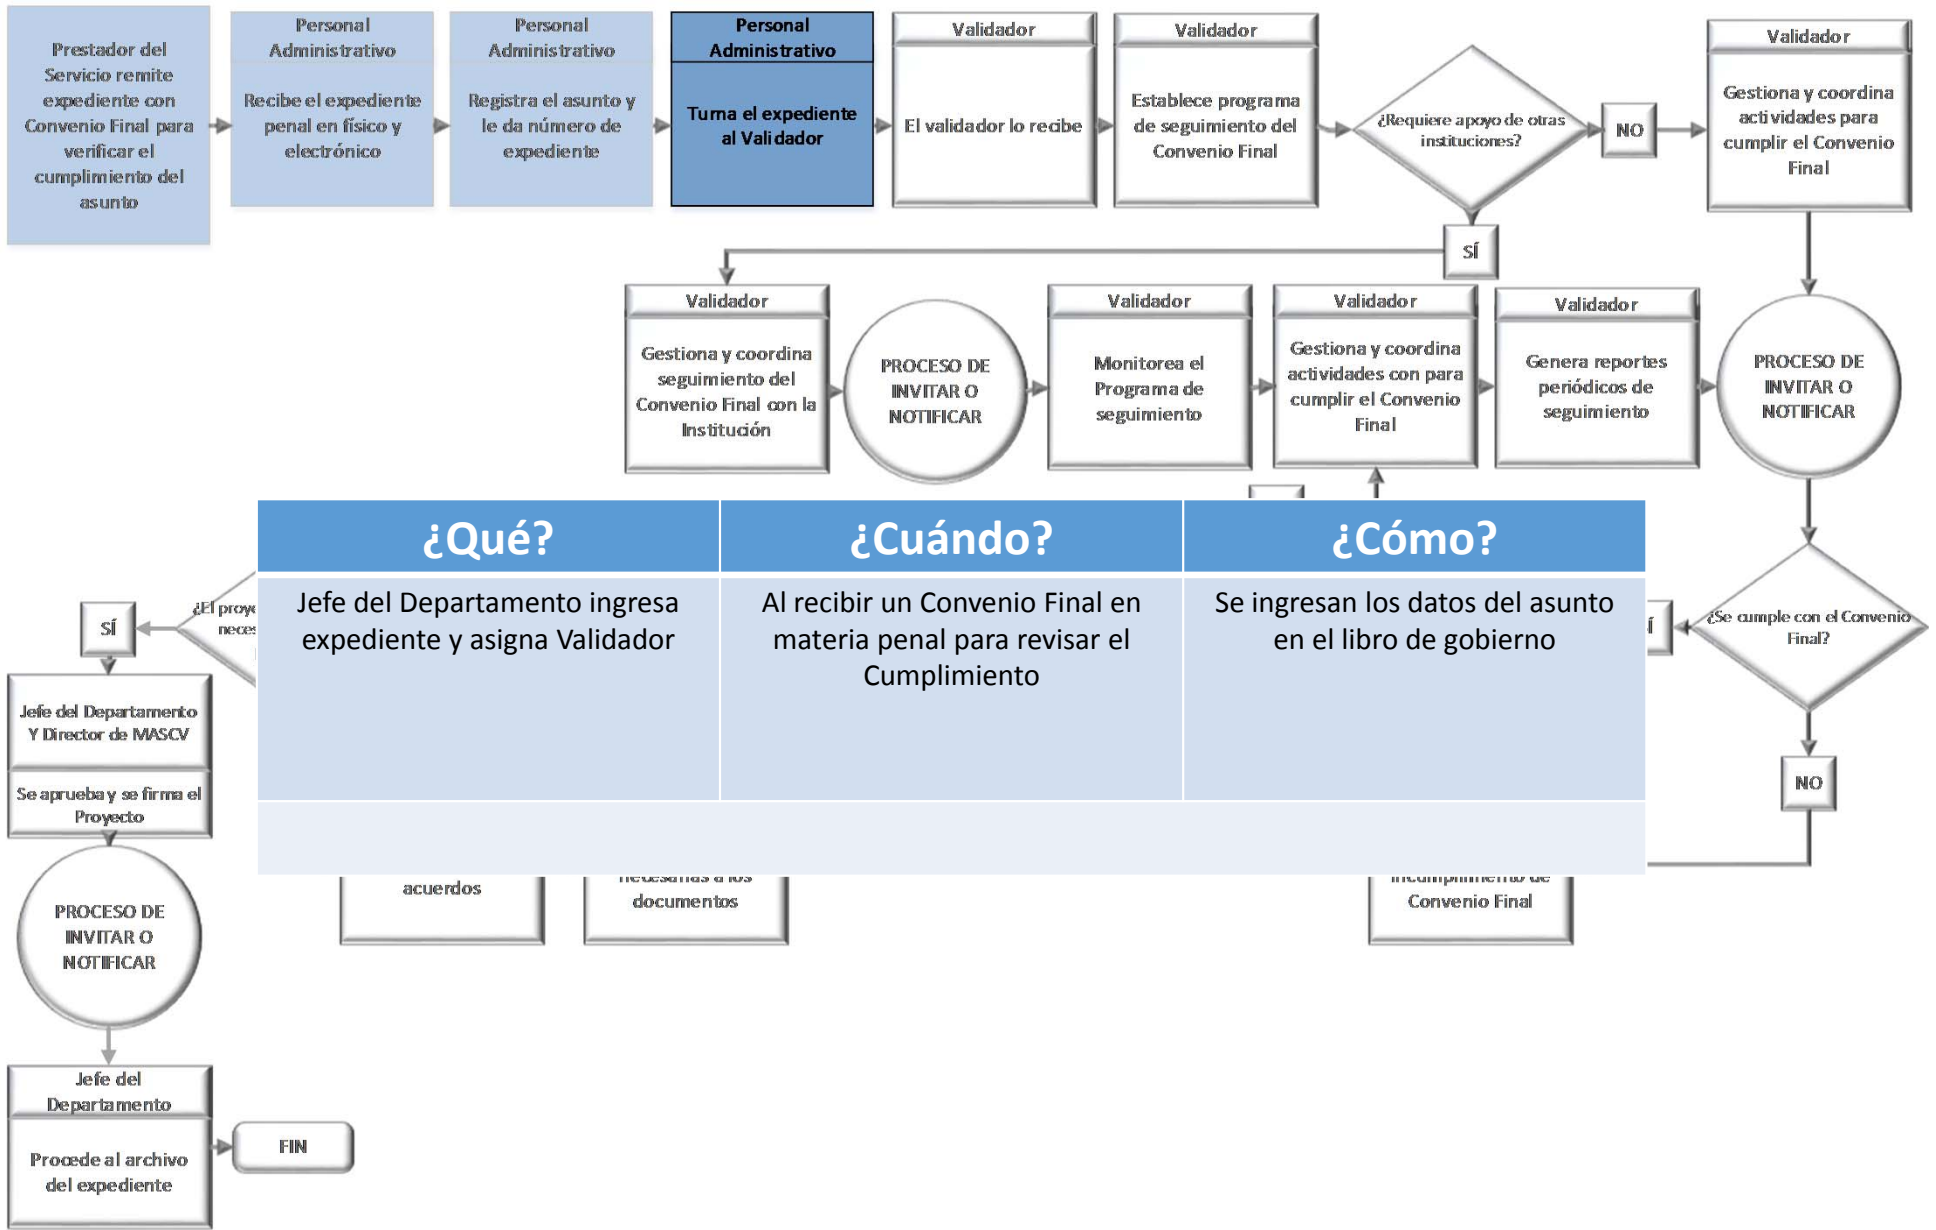 Prestador del
Servicio remite
expediente con
Convenio Final para
verificar el
cumplimiento del
asunto
Personal
Administrativo
Recibe el expediente
penal en físico y
electrónico
Personal
Administrativo
Registra el asunto y
le da número de
expediente
Personal
Administrativo
Turna el expediente
al Validador
Validador
El validador lo recibe
Validador
Establece programa
de seguimiento del
Convenio Final
¿Requiere apoyo de otras
instituciones?
NO
Validador
Gestiona y coordina
actividades para
cumplir el Convenio
Final
SÍ
Validador
Gestiona y coordina
seguimiento del
Convenio Final con la
Institución
PROCESO DE
INVITAR O
NOTIFICAR
Validador
Monitorea el
Programa de
seguimiento
Validador
Gestiona y coordina
actividades con para
cumplir el Convenio
Final
Validador
Genera reportes
periódicos de
seguimiento
PROCESO DE
INVITAR O
NOTIFICAR
¿Qué?
¿Cuándo?
¿Cómo?
Jefe del Departamento ingresa
expediente y asigna Validador
Al recibir un Convenio Final en
materia penal para revisar el
Cumplimiento
Se ingresan los datos del asunto
en el libro de gobierno
¿Se cumple con el Convenio
Final?
NO
¿El
SÍ
Jefe del Departamento
Y Director de MASCV
Se aprueba y se firma el
Proyecto
acuerdos
necesarias a los
documentos
incumplimiento de
Convenio Final
PROCESO DE
INVITAR O
NOTIFICAR
Jefe del
Departamento
Procede al archivo
del expediente
FIN